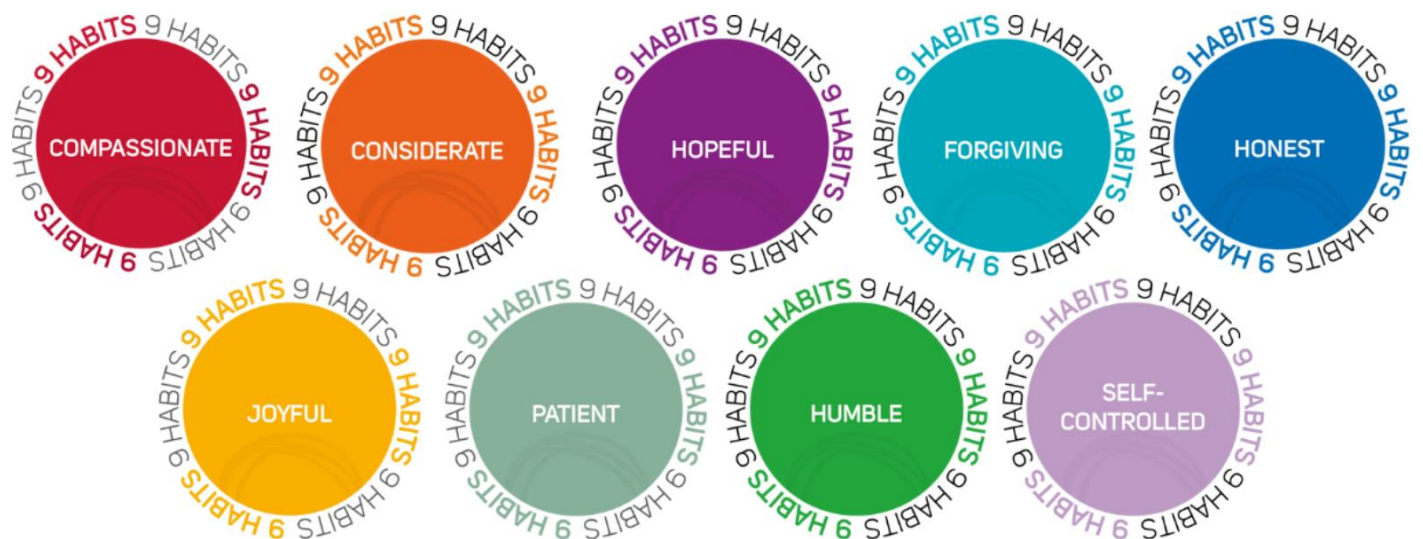 9 HABITS 9 HABITS 9 HABITS 9 HABITS 9 HABITS 9 HABITS
COMPASSIONATE
9 HABITS 9 HABITS 9 HABITS 9 HABITS 9 HABITS 9 HABITS
CONSIDERATE
9 HABITS 9 HABITS 9 HABITS 9 HABITS 9 HABITS 9 HABITS
HOPEFUL
9 HABITS 9 HABITS 9 HABITS 9 HABITS 9 HABITS 9 HABITS
FORGIVING
9 HABITS 9 HABITS 9 HABITS 9 HABITS 9 HABITS 9 HABITS
HONEST
9 HABITS 9 HABITS 9 HABITS 9 HABITS 9 HABITS 9 HABITS
JOYFUL
9 HABITS 9 HABITS 9 HABITS 9 HABITS 9 HABITS 9 HABITS
PATIENT
9 HABITS 9 HABITS 9 HABITS 9 HABITS 9 HABITS 9 HABITS
HUMBLE
9 HABITS 9 HABITS 9 HABITS 9 HABITS 9 HABITS 9 HABITS
SELF-
CONTROLLED